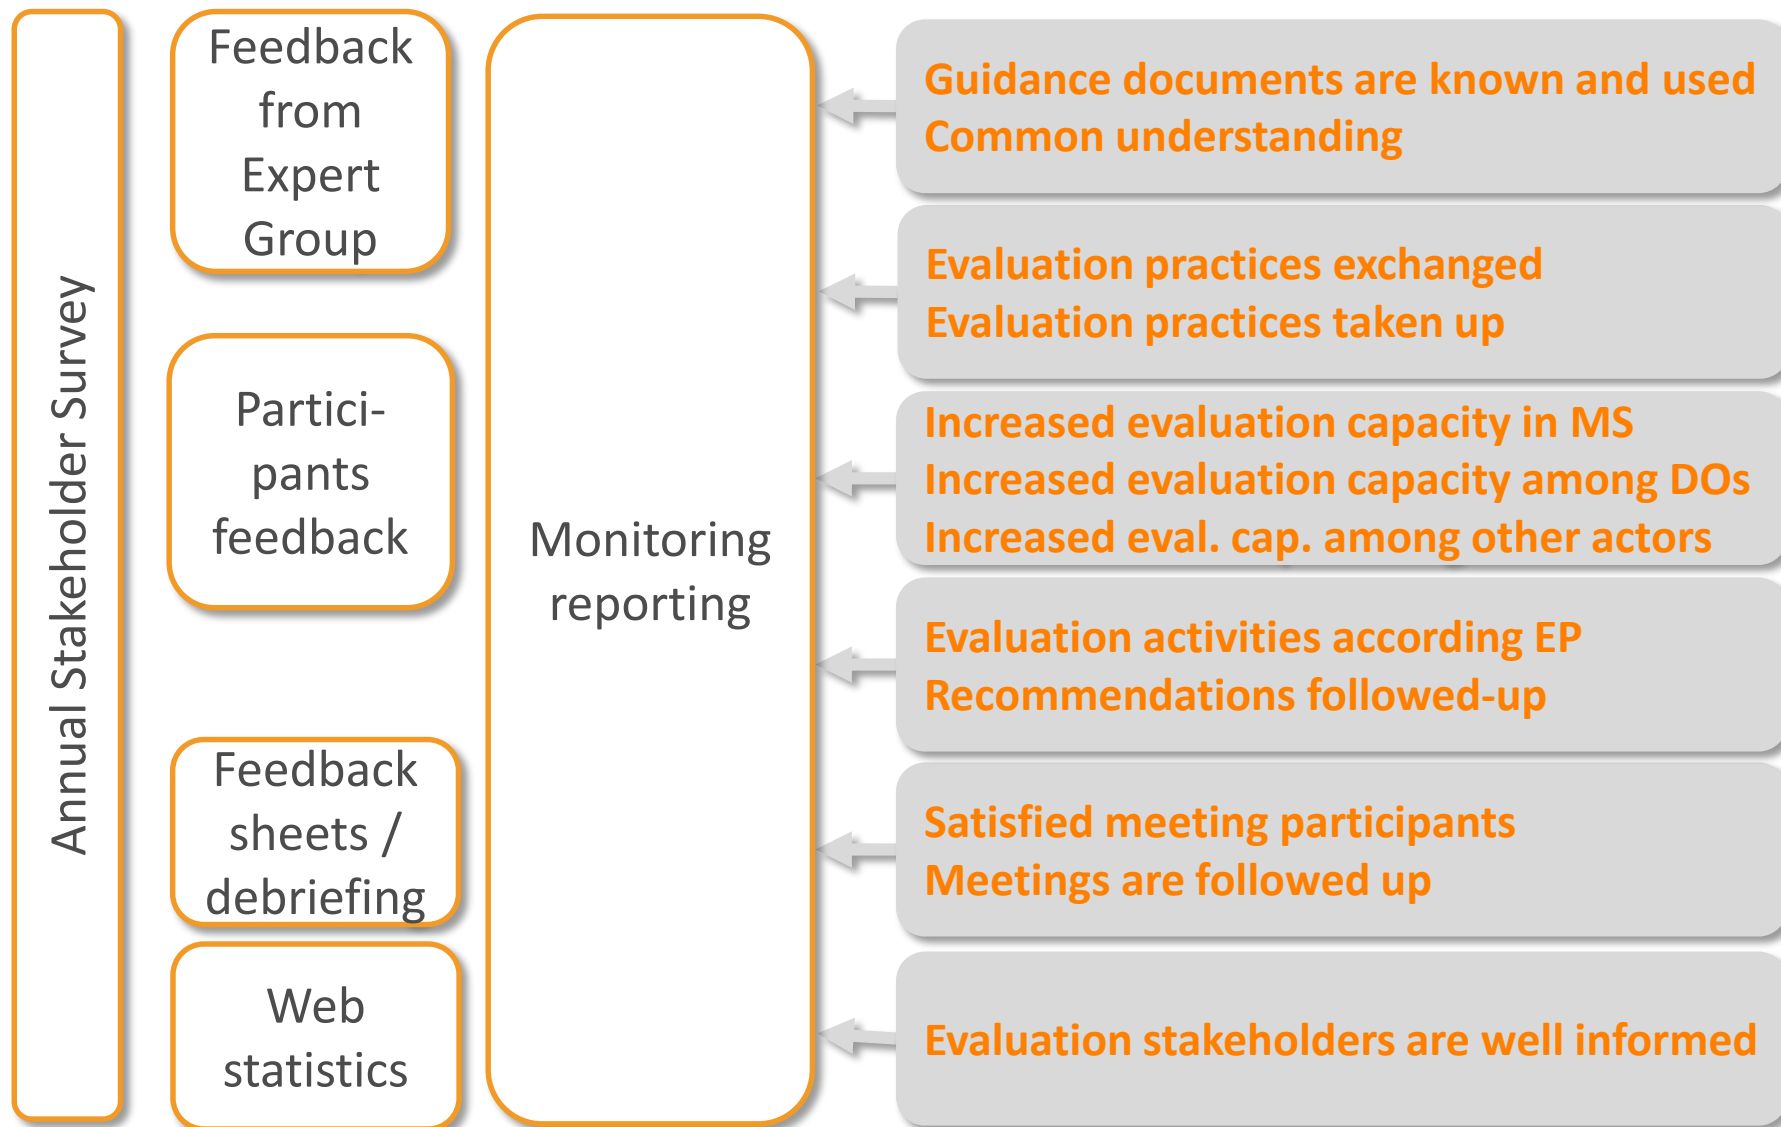 Annual Stakeholder Survey
Feedback
from
Expert
Group
Partici-
pants
feedback
Feedback
sheets /
debriefing
Web
statistics
Monitoring
reporting
Guidance documents are known and used
Common understanding
Evaluation practices exchanged
Evaluation practices taken up
Increased evaluation capacity in MS
Increased evaluation capacity among DOs
Increased eval. cap. among other actors
Evaluation activities according EP
Recommendations followed-up
Satisfied meeting participants
Meetings are followed up
Evaluation stakeholders are well informed